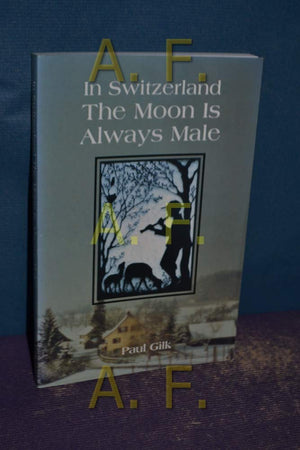 A. F.
In Switzerland
The Moon Is
Always Male
A. F.
Paul Gilk
A. F.